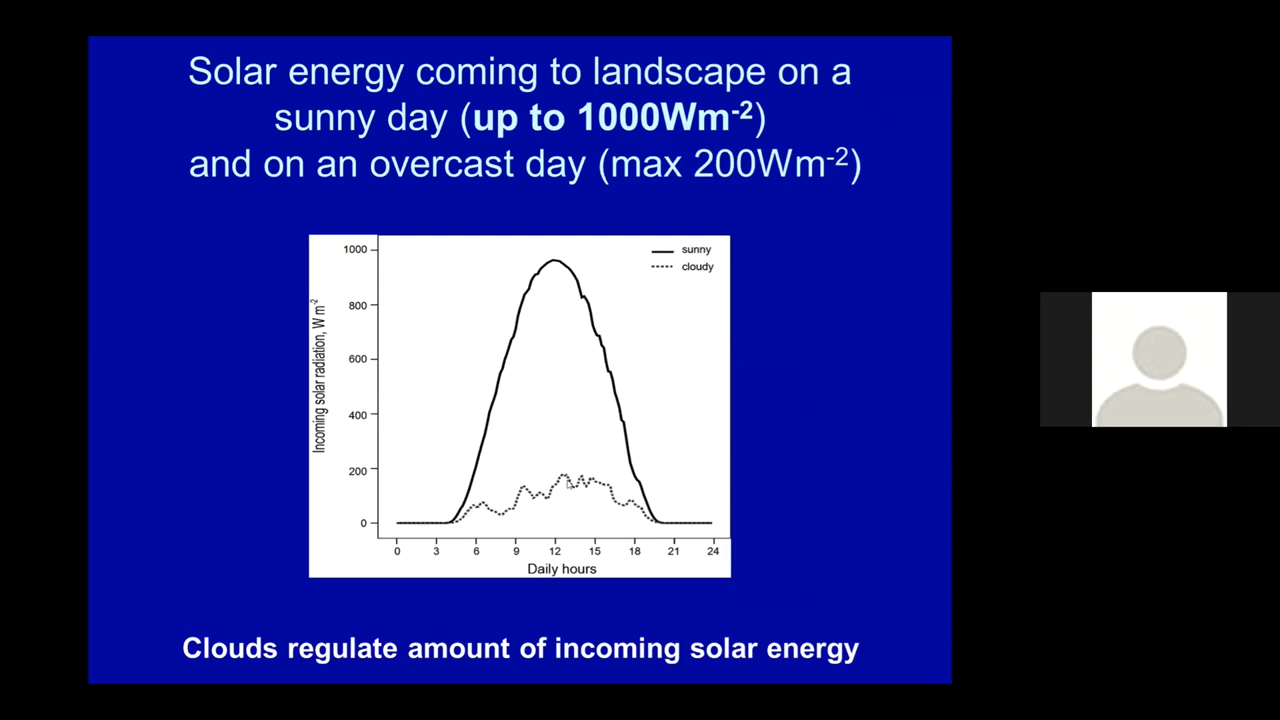 Solar energy coming to landscape on a
sunny day (up to 1000Wm-2)
and on an overcast day (max 200Wm-2)
1000
800
600
400
200
0
Incoming solar radiation, W m-2
sunny
cloudy
0 3 6 9 12 15 18 21 24
Daily hours
Clouds regulate amount of incoming solar energy